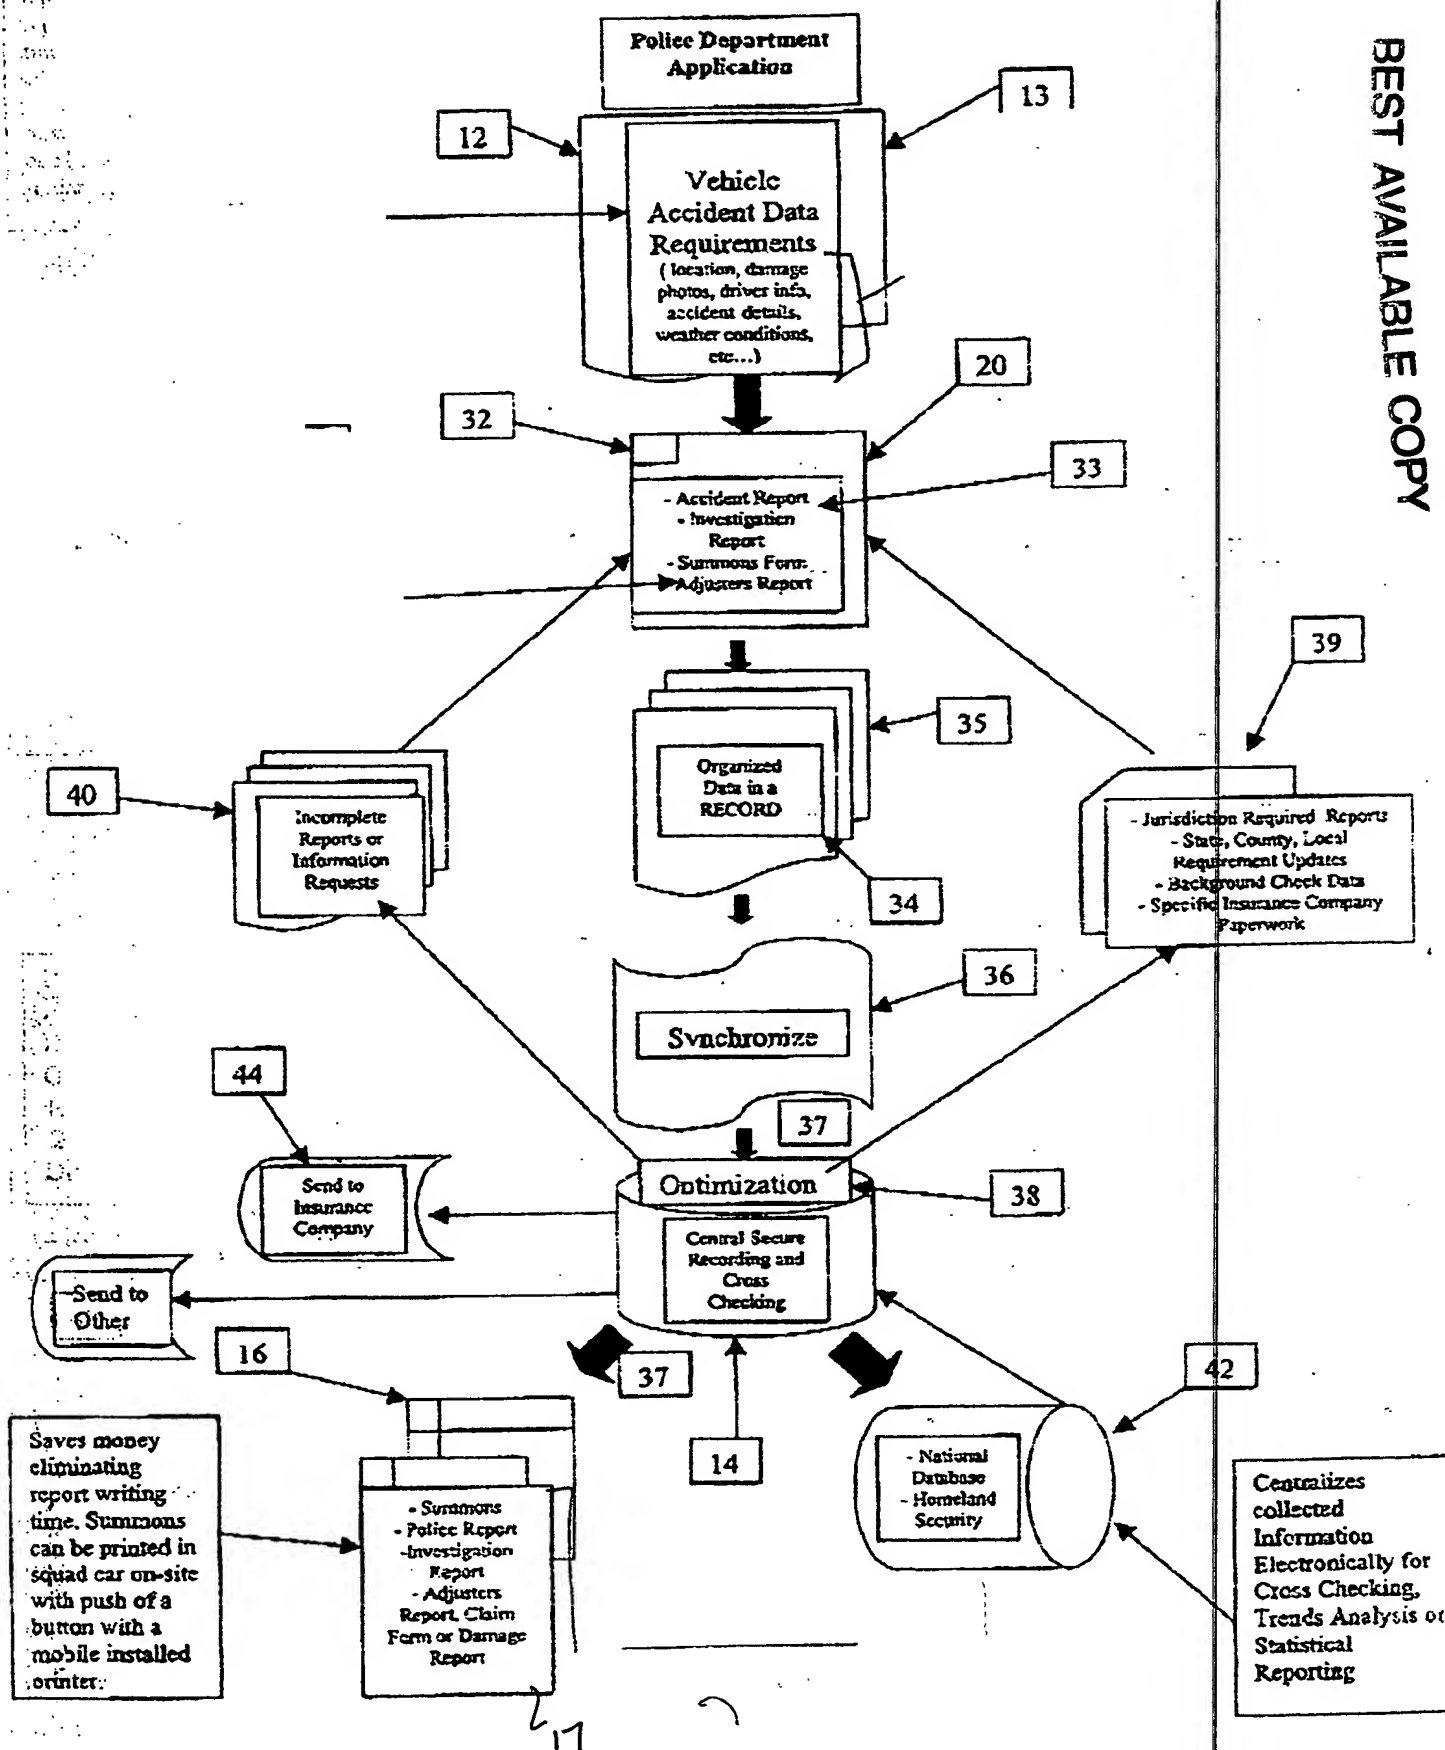 Police Department
Application
BEST AVAILABLE COPY
13
12
Vehicle
Accident Data
Requirements
( location, damage
photos, driver info,
accident details,
weather conditions,
etc...)
20
32
33
- Accident Report
- Investigation
Report
- Summons Form
- Adjusters Report
39
35
Organized
Data in a
RECORD
34
40
Incomplete
Reports or
Information
Requests
- Jurisdiction Required Reports
- State, County, Local
Requirement Updates
- Background Check Data
- Specific Insurance Company
Paperwork
36
Synchronize
44
37
Optimization
38
Send to
Insurance
Company
Central Secure
Recording and
Cross
Checking
Send to
Other
16
37
14
42
Saves money
eliminating
report writing
time. Summons
can be printed in
squad car on-site
with push of a
button with a
mobile installed
printer.
- Summons
- Police Report
-Investigation
Report
- Adjusters
Report, Claim
Form or Damage
Report
17
- National
Database
- Homeland
Security
Centralizes
collected
Information
Electronically for
Cross Checking,
Trends Analysis or
Statistical
Reporting